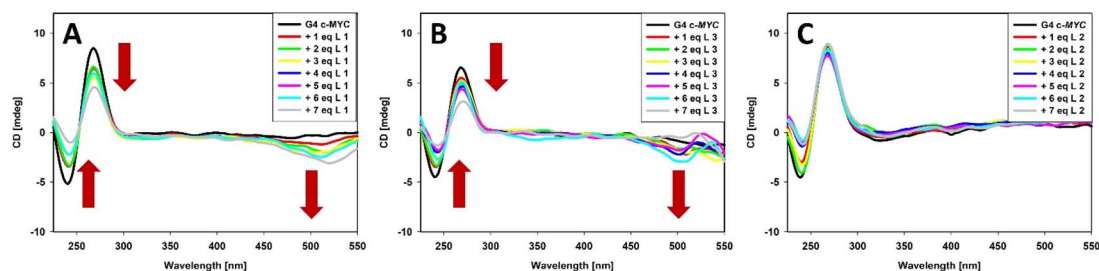 A
G4 c-MYC
+ 1 eq L 1
+ 2 eq L 1
+ 3 eq L 1
+ 4 eq L 1
+ 5 eq L 1
+ 6 eq L 1
+ 7 eq L 1
CD [mdeg]
10
5
0
-5
-10
250 300 350 400 450 500 550
Wavelength [nm]
B
G4 c-MYC
+ 1 eq L 3
+ 2 eq L 3
+ 3 eq L 3
+ 4 eq L 3
+ 5 eq L 3
+ 6 eq L 3
+ 7 eq L 3
CD [mdeg]
10
5
0
-5
-10
250 300 350 400 450 500 550
Wavelength [nm]
C
G4 c-MYC
+ 1 eq L 2
+ 2 eq L 2
+ 3 eq L 2
+ 4 eq L 2
+ 5 eq L 2
+ 6 eq L 2
+ 7 eq L 2
CD [mdeg]
10
5
0
-5
-10
250 300 350 400 450 500 550
Wavelength [nm]